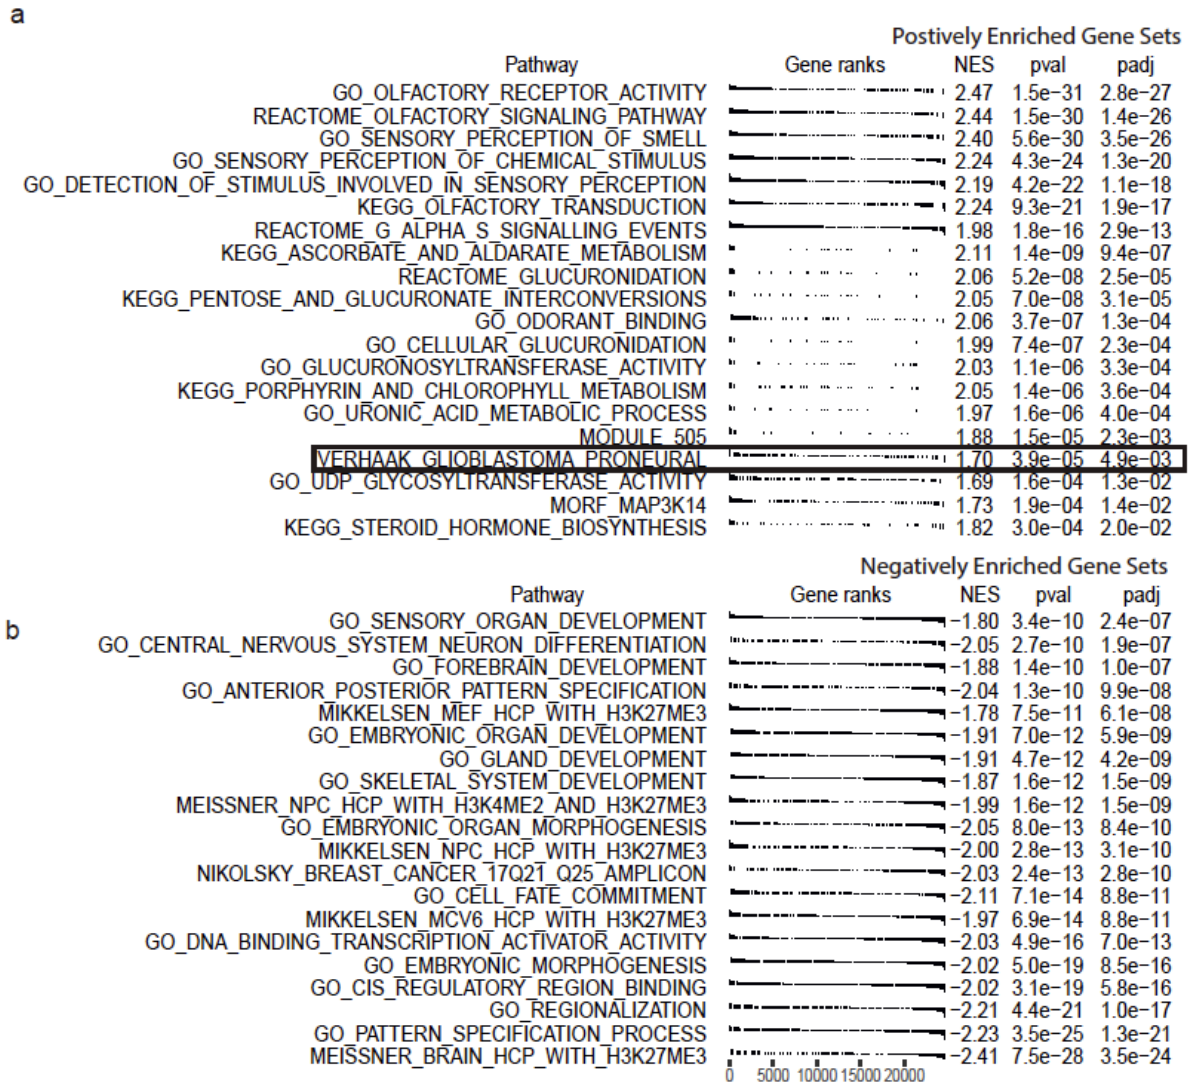 a
Postively Enriched Gene Sets
Pathway Gene ranks NES pval padj
GO_OLFACTORY_RECEPTOR_ACTIVITY 2.47 1.5e−31 2.8e−27
REACTOME_OLFACTORY_SIGNALING_PATHWAY 2.44 1.5e−30 1.4e−26
GO_SENSORY_PERCEPTION_OF_SMELL 2.40 5.6e−30 3.5e−26
GO_SENSORY_PERCEPTION_OF_CHEMICAL_STIMULUS 2.24 4.3e−24 1.3e−20
GO_DETECTION_OF_STIMULUS_INVOLVED_IN_SENSORY_PERCEPTION 2.19 4.2e−22 1.1e−18
KEGG_OLFACTORY_TRANSDUCTION 2.24 9.3e−21 1.9e−17
REACTOME_G_ALPHA_S_SIGNALLING_EVENTS 1.98 1.8e−16 2.9e−13
KEGG_ASCORBATE_AND_ALDARATE_METABOLISM 2.11 1.4e−09 9.4e−07
REACTOME_GLUCURONIDATION 2.06 5.2e−08 2.5e−05
KEGG_PENTOSE_AND_GLUCURONATE_INTERCONVERSIONS 2.05 7.0e−08 3.1e−05
GO_ODORANT_BINDING 2.06 3.7e−07 1.3e−04
GO_CELLULAR_GLUCURONIDATION 1.99 7.4e−07 2.3e−04
GO_GLUCURONOSYLTRANSFERASE_ACTIVITY 2.03 1.1e−06 3.3e−04
KEGG_PORPHYRIN_AND_CHLOROPHYLL_METABOLISM 2.05 1.4e−06 3.6e−04
GO_URONIC_ACID_METABOLIC_PROCESS 1.97 1.6e−06 4.0e−04
MODULE_505 1.88 1.5e−05 2.3e−03
VERHAAK_GLIOBLASTOMA_PRONEURAL 1.70 3.9e−05 4.9e−03
GO_UDP_GLYCOSYLTRANSFERASE_ACTIVITY 1.69 1.6e−04 1.3e−02
MORF_MAP3K14 1.73 1.9e−04 1.4e−02
KEGG_STEROID_HORMONE_BIOSYNTHESIS 1.82 3.0e−04 2.0e−02
Negatively Enriched Gene Sets
Pathway Gene ranks NES pval padj
b
GO_SENSORY_ORGAN_DEVELOPMENT −1.80 3.4e−10 2.4e−07
GO_CENTRAL_NERVOUS_SYSTEM_NEURON_DIFFERENTIATION −2.05 2.7e−10 1.9e−07
GO_FOREBRAIN_DEVELOPMENT −1.88 1.4e−10 1.0e−07
GO_ANTERIOR_POSTERIOR_PATTERN_SPECIFICATION −2.04 1.3e−10 9.9e−08
MIKKELSEN_MEF_HCP_WITH_H3K27ME3 −1.78 7.5e−11 6.1e−08
GO_EMBRYONIC_ORGAN_DEVELOPMENT −1.91 7.0e−12 5.9e−09
GO_GLAND_DEVELOPMENT −1.91 4.7e−12 4.2e−09
GO_SKELETAL_SYSTEM_DEVELOPMENT −1.87 1.6e−12 1.5e−09
MEISSNER_NPC_HCP_WITH_H3K4ME2_AND_H3K27ME3 −1.99 1.6e−12 1.5e−09
GO_EMBRYONIC_ORGAN_MORPHOGENESIS −2.05 8.0e−13 8.4e−10
MIKKELSEN_NPC_HCP_WITH_H3K27ME3 −2.00 2.8e−13 3.1e−10
NIKOLSKY_BREAST_CANCER_17Q21_Q25_AMPLICON −2.03 2.4e−13 2.8e−10
GO_CELL_FATE_COMMITMENT −2.11 7.1e−14 8.8e−11
MIKKELSEN_MCV6_HCP_WITH_H3K27ME3 −1.97 6.9e−14 8.8e−11
GO_DNA_BINDING_TRANSCRIPTION_ACTIVATOR_ACTIVITY −2.03 4.9e−16 7.0e−13
GO_EMBRYONIC_MORPHOGENESIS −2.02 5.0e−19 8.5e−16
GO_CIS_REGULATORY_REGION_BINDING −2.02 3.1e−19 5.8e−16
GO_REGIONALIZATION −2.21 4.4e−21 1.0e−17
GO_PATTERN_SPECIFICATION_PROCESS −2.23 3.5e−25 1.3e−21
MEISSNER_BRAIN_HCP_WITH_H3K27ME3 −2.41 7.5e−28 3.5e−24
0 5000 10000 15000 20000